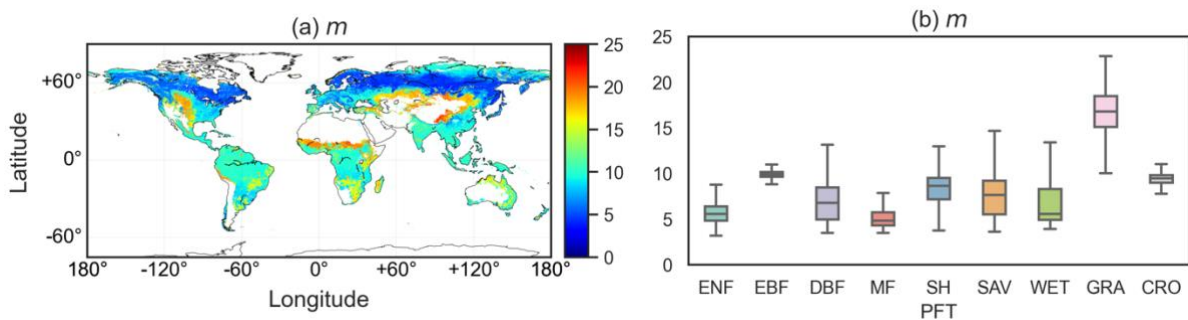 (a) m
+60°
0°
-60°
Latitude
180°
-120°
-60°
0°
+60°
+120°
180°
Longitude
25
20
15
10
5
0
(b) m
25
20
15
10
5
0
ENF
EBF
DBF
MF
SH
SAV
WET
GRA
CRO
PFT